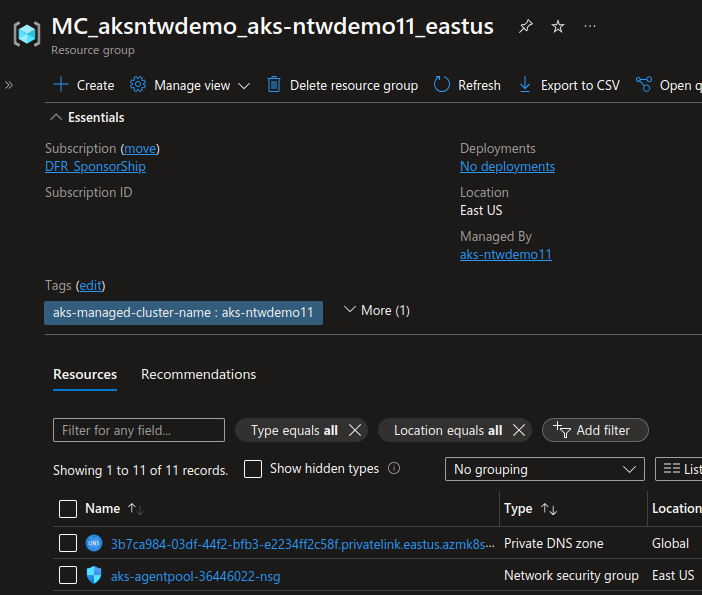 MC_aksntwdemo_aks-ntwdemo11_eastus
Resource group
Create Manage view Delete resource group Refresh Export to CSV Open q
Essentials
Subscription (move)
DFR_SponsorShip
Subscription ID
Deployments
No deployments
Location
East US
Managed By
aks-ntwdemo11
Tags (edit)
aks-managed-cluster-name : aks-ntwdemo11 More (1)
Resources Recommendations
Filter for any field... Type equals all Location equals all Add filter
Showing 1 to 11 of 11 records. Show hidden types No grouping List
Name Type Location
DNS 3b7ca984-03df-44f2-bfb3-e2234ff2c58f.privatelink.eastus.azmk8s... Private DNS zone Global
aks-agentpool-36446022-nsg Network security group East US